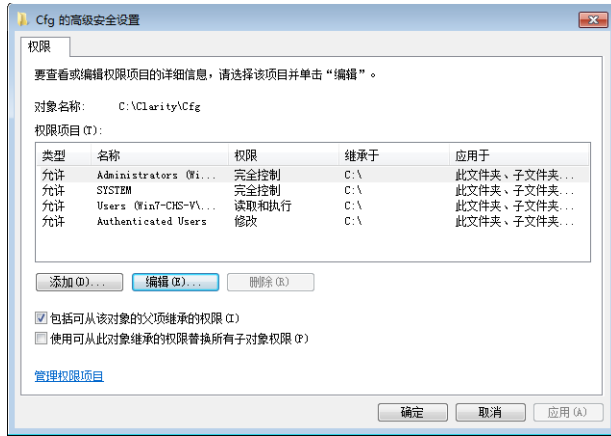 Cfg 的高级安全设置
权限
要查看或编辑权限项目的详细信息，请选择该项目并单击“编辑”。
对象名称: C:\Clarity\Cfg
权限项目(T):
类型 名称 权限 继承于 应用于
允许 Administrators (Wi... 完全控制 C:\ 此文件夹、子文件夹...
允许 SYSTEM 完全控制 C:\ 此文件夹、子文件夹...
允许 Users (Win7-CHS-V\... 读取和执行 C:\ 此文件夹、子文件夹...
允许 Authenticated Users 修改 C:\ 此文件夹、子文件夹...
添加(D)... 编辑(E)... 删除(R)
包括可从该对象的父项继承的权限(I)
使用可从此对象继承的权限替换所有子对象权限(P)
管理权限项目
确定 取消 应用(A)